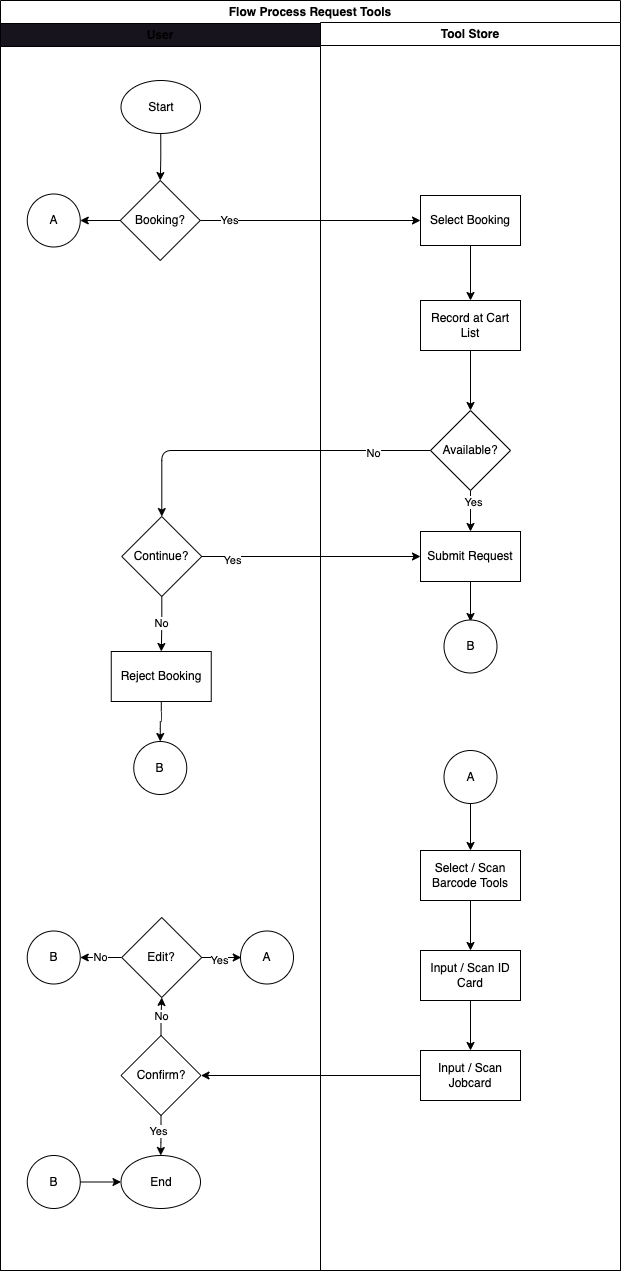 Flow Process Request Tools
User
Tool Store
Start
A
Booking?
Yes
Select Booking
Record at Cart
List
Available?
No
Yes
Continue?
Yes
Submit Request
No
B
Reject Booking
B
A
Select / Scan
Barcode Tools
B
No
Edit?
Yes
A
Input / Scan ID
Card
No
Confirm?
Input / Scan
Jobcard
Yes
B
End